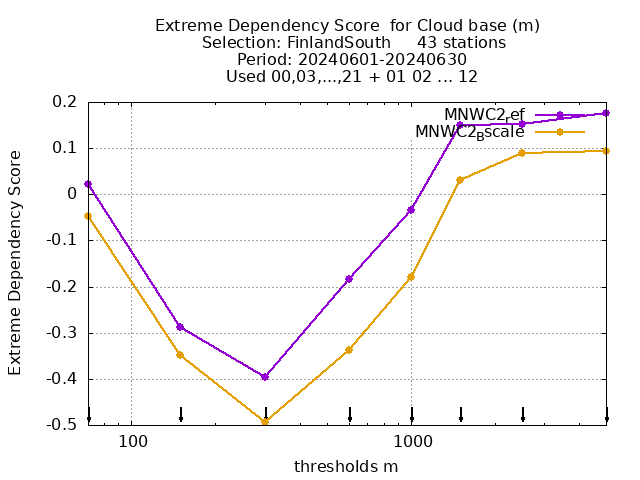 Extreme Dependency Score  for Cloud base (m)
Selection: FinlandSouth     43 stations
Period: 20240601-20240630
Used 00,03,...,21 + 01 02 ... 12
MNWC2ref
MNWC2Bscale
0.2
0.1
0
-0.1
-0.2
-0.3
-0.4
-0.5
Extreme Dependency Score
100
1000
thresholds m